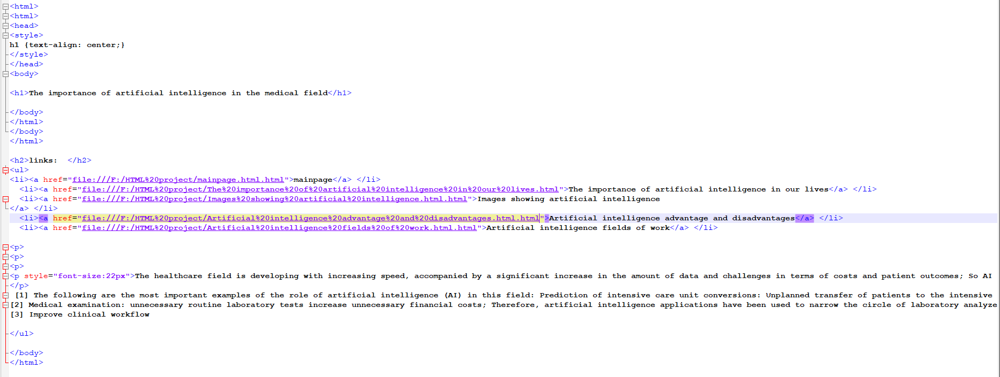 <html>
<html>
<head>
<style>
h1 {text-align: center;}
</style>
</head>
<body>
<h1>The importance of artificial intelligence in the medical field</h1>
</body>
</html>
</body>
</html>
<h2>links:  </h2>
<ul>
<li><a href="file:///F:/HTML%20project/mainpage.html.html">mainpage</a> </li>
<li><a href="file:///F:/HTML%20project/The%20importance%20of%20artificial%20intelligence%20in%20our%20lives.html">The importance of artificial intelligence in our lives</a> </li>
<li><a href="file:///F:/HTML%20project/Images%20showing%20artificial%20intelligence.html.html">Images showing artificial intelligence
</a> </li>
<li><a href="file:///F:/HTML%20project/Artificial%20intelligence%20advantage%20and%20disadvantages.html.html">Artificial intelligence advantage and disadvantages</a> </li>
<li><a href="file:///F:/HTML%20project/Artificial%20intelligence%20fields%20of%20work.html.html">Artificial intelligence fields of work</a> </li>
<p>
<p>
<p>
<p style="font-size:22px">The healthcare field is developing with increasing speed, accompanied by a significant increase in the amount of data and challenges in terms of costs and patient outcomes; So AI
</p>
[1] The following are the most important examples of the role of artificial intelligence (AI) in this field: Prediction of intensive care unit conversions: Unplanned transfer of patients to the intensive
[2] Medical examination: unnecessary routine laboratory tests increase unnecessary financial costs; Therefore, artificial intelligence applications have been used to narrow the circle of laboratory analyze
[3] Improve clinical workflow
</ul>
</body>
</html>